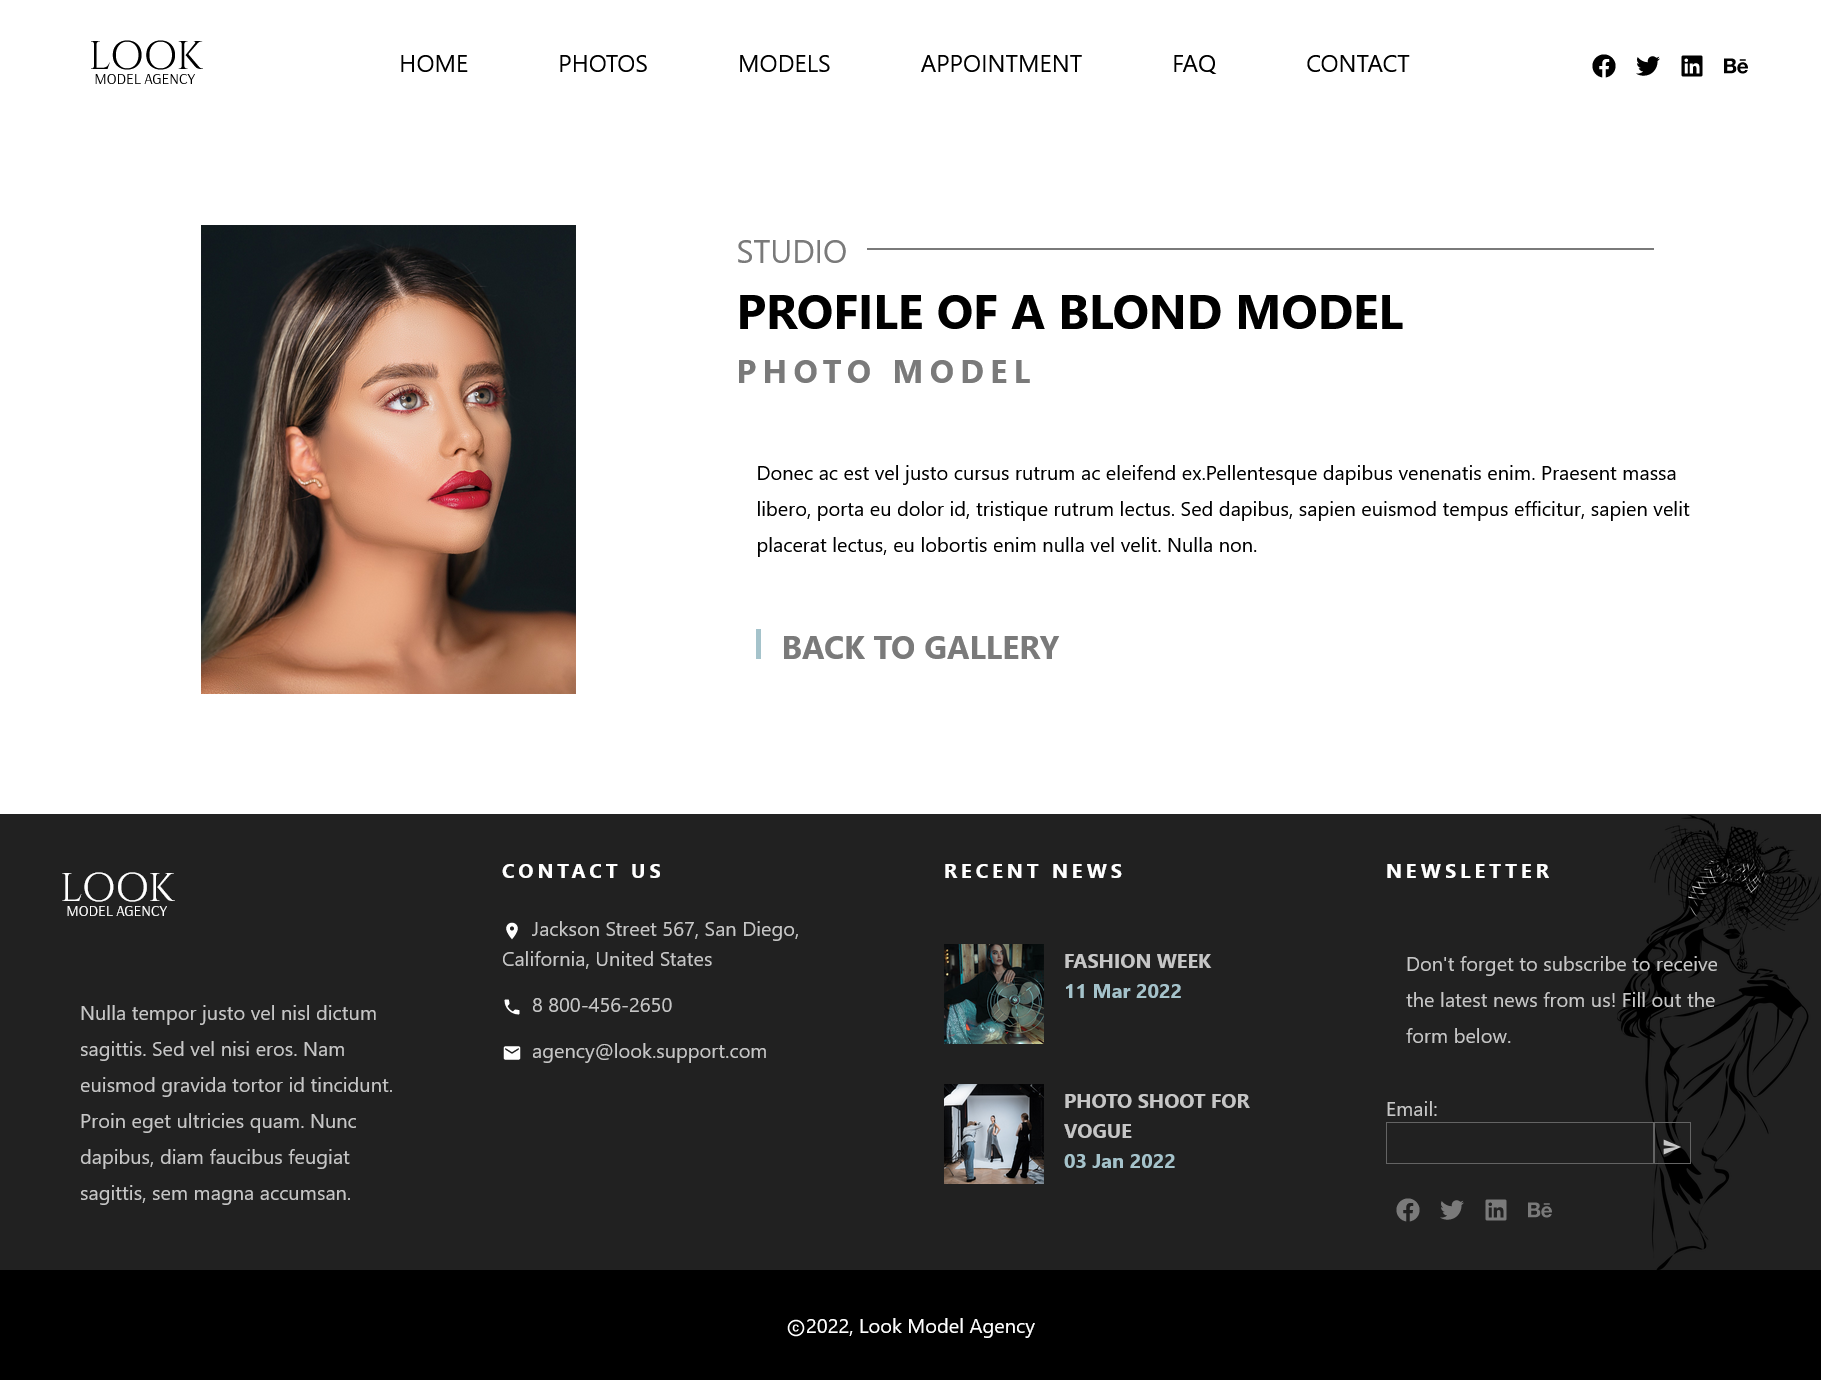 LOOK
MODEL AGENCY
HOME PHOTOS MODELS APPOINTMENT FAQ CONTACT
Bē
STUDIO
PROFILE OF A BLOND MODEL
PHOTO MODEL
Donec ac est vel justo cursus rutrum ac eleifend ex.Pellentesque dapibus venenatis enim. Praesent massa
libero, porta eu dolor id, tristique rutrum lectus. Sed dapibus, sapien euismod tempus efficitur, sapien velit
placerat lectus, eu lobortis enim nulla vel velit. Nulla non.
BACK TO GALLERY
LOOK
MODEL AGENCY
Nulla tempor justo vel nisl dictum
sagittis. Sed vel nisi eros. Nam
euismod gravida tortor id tincidunt.
Proin eget ultricies quam. Nunc
dapibus, diam faucibus feugiat
sagittis, sem magna accumsan.
CONTACT US
Jackson Street 567, San Diego,
California, United States
8 800-456-2650
agency@look.support.com
RECENT NEWS
FASHION WEEK
11 Mar 2022
PHOTO SHOOT FOR
VOGUE
03 Jan 2022
NEWSLETTER
Don't forget to subscribe to receive
the latest news from us! Fill out the
form below.
Email:
Bē
©2022, Look Model Agency